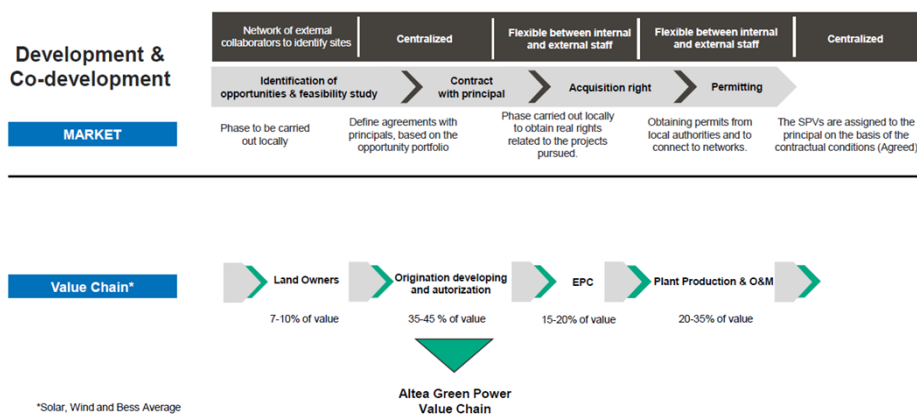 Development &
Co-development
Network of external
collaborators to identify sites
Centralized
Flexible between internal
and external staff
Flexible between internal
and external staff
Centralized
Identification of
opportunities & feasibility study
Contract
with principal
Acquisition right
Permitting
MARKET
Phase to be carried
out locally
Define agreements with
principals, based on the
opportunity portfolio
Phase carried out locally
to obtain real rights
related to the projects
pursued.
Obtaining permits from
local authorities and to
connect to networks.
The SPVs are assigned to the
principal on the basis of the
contractual conditions (Agreed)
Value Chain*
Land Owners
Origination developing
and autorization
EPC
Plant Production & O&M
7-10% of value
35-45 % of value
15-20% of value
20-35% of value
Altea Green Power
Value Chain
*Solar, Wind and Bess Average